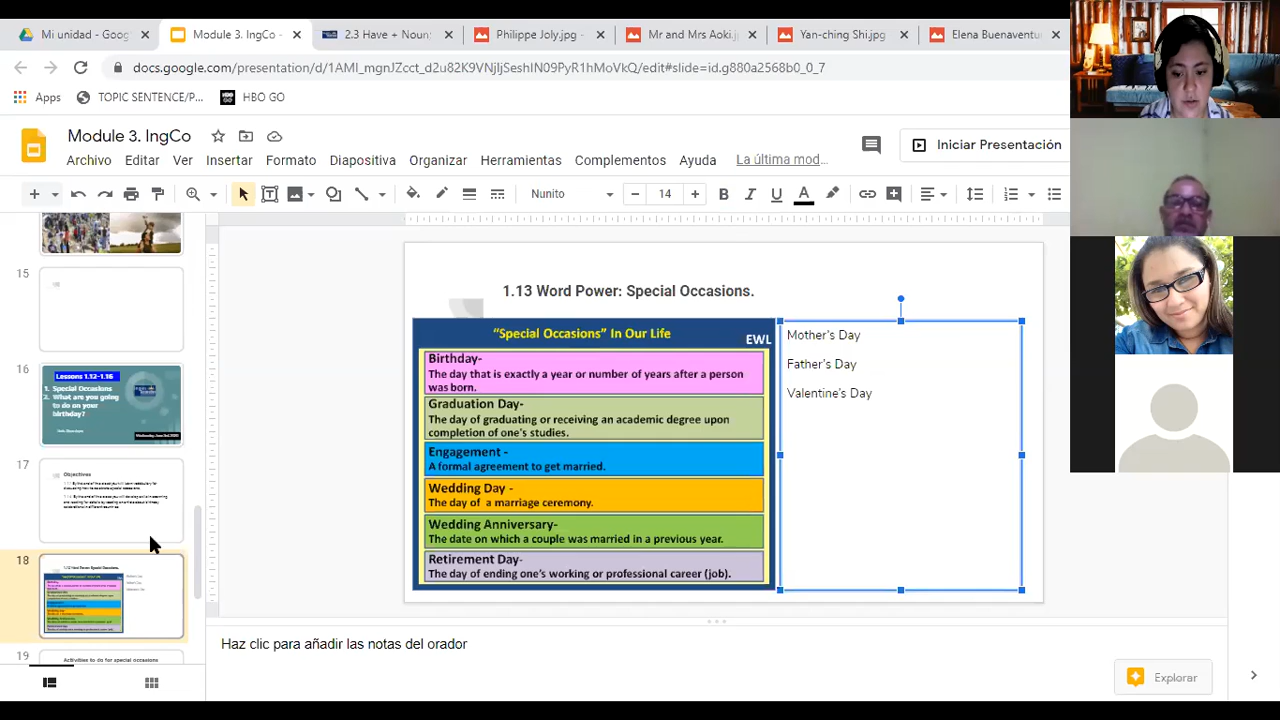 Mi unidad - Goog
Module 3. IngCo -
2.3 Have + Noun:
Philippe Joly.jpg -
Mr and Mrs Aoki.j
Yan-ching Shi.jpg
Elena Buenaventu
docs.google.com/presentation/d/1AMI_
/edit#slide=id.g880a2568b0_0_7
Apps
TOPIC SENTENCE/P...
HBO GO
Module 3. IngCo
Archivo Editar Ver Insertar Formato Diapositiva Organizar Herramientas Complementos Ayuda La última mod...
Iniciar Presentación
Nunito
14
15
16
Lessons 1.12-1.16
1. Special Occasions
2. What are you going to do on your birthday?
17
Objectives
18
19
Activities to do for special occasions
1.13 Word Power: Special Occasions.
"Special Occasions" In Our Life
EWL
Birthday-
The day that is exactly a year or number of years after a person
was born.
Graduation Day-
The day of graduating or receiving an academic degree upon
completion of one's studies.
Engagement -
A formal agreement to get married.
Wedding Day -
The day of a marriage ceremony.
Wedding Anniversary-
The date on which a couple was married in a previous year.
Retirement Day-
The day of ending one's working or professional career (job).
Mother's Day
Father's Day
Valentine's Day
Haz clic para añadir las notas del orador
Explorar